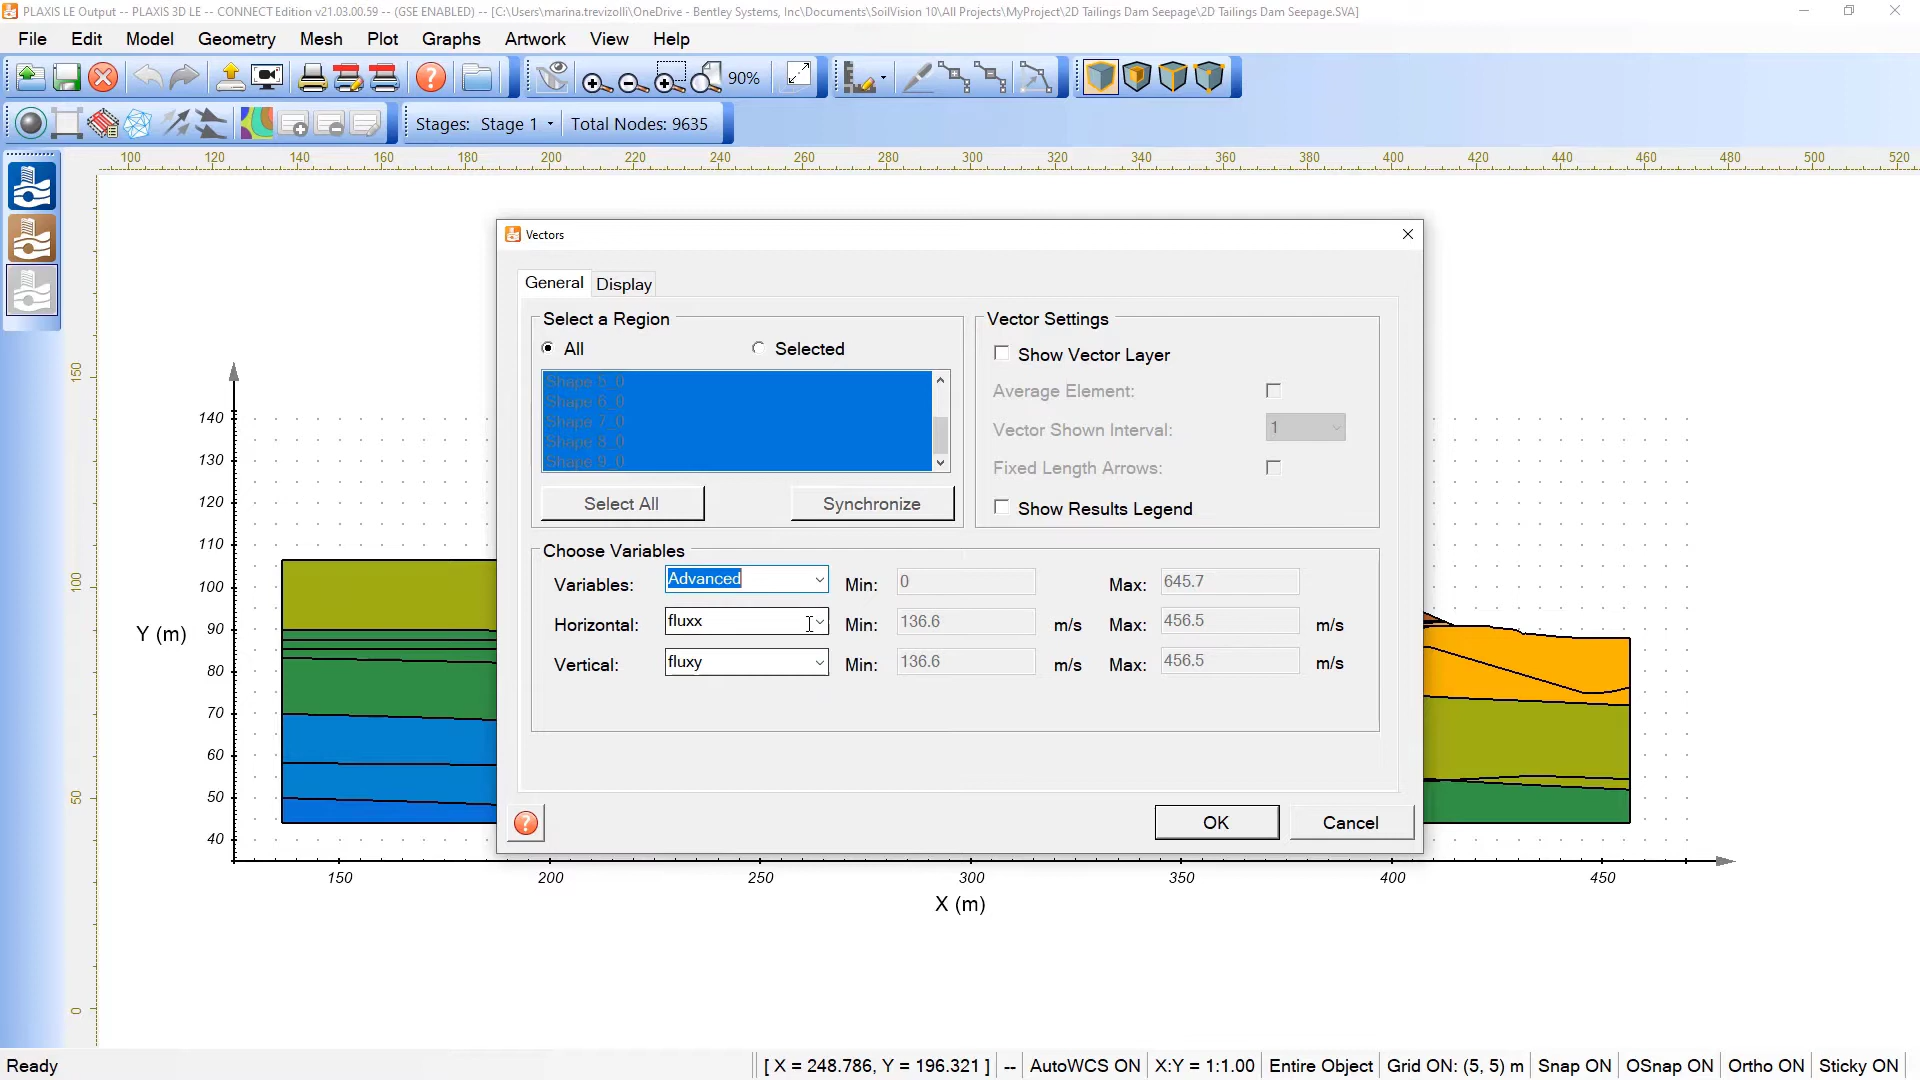 PLAXIS LE Output -- PLAXIS 3D LE -- CONNECT Edition v21.03.00.59 -- (GSE ENABLED) -- [C:\Users\marina.trevizolli\OneDrive - Bentley Systems, Inc\Documents\SoilVision 10\All Projects\MyProject\2D Tailings Dam Seepage\2D Tailings Dam Seepage.SVA]
File Edit Model Geometry Mesh Plot Graphs Artwork View Help
90%
Stages: Stage 1 Total Nodes: 9635
100 120 140 160 180 200 220 240 260 280 300 320 340 360 380 400 420 440 460 480 500 520
150
100
50
0
Vectors
General Display
Select a Region
All Selected
Shape 5_0
Shape 6_0
Shape 7_0
Shape 8_0
Shape 9_0
Select All Synchronize
Vector Settings
Show Vector Layer
Average Element:
Vector Shown Interval: 1
Fixed Length Arrows:
Show Results Legend
Choose Variables
Variables: Advanced Min: 0 Max: 645.7
Horizontal: fluxx Min: 136.6 m/s Max: 456.5 m/s
Vertical: fluxy Min: 136.6 m/s Max: 456.5 m/s
OK Cancel
140
130
120
110
100
90
80
70
60
50
40
Y (m)
150 200 250 300 350 400 450
X (m)
Ready [ X = 248.786, Y = 196.321 ] -- AutoWCS ON X:Y = 1:1.00 Entire Object Grid ON: (5, 5) m Snap ON OSnap ON Ortho ON Sticky ON